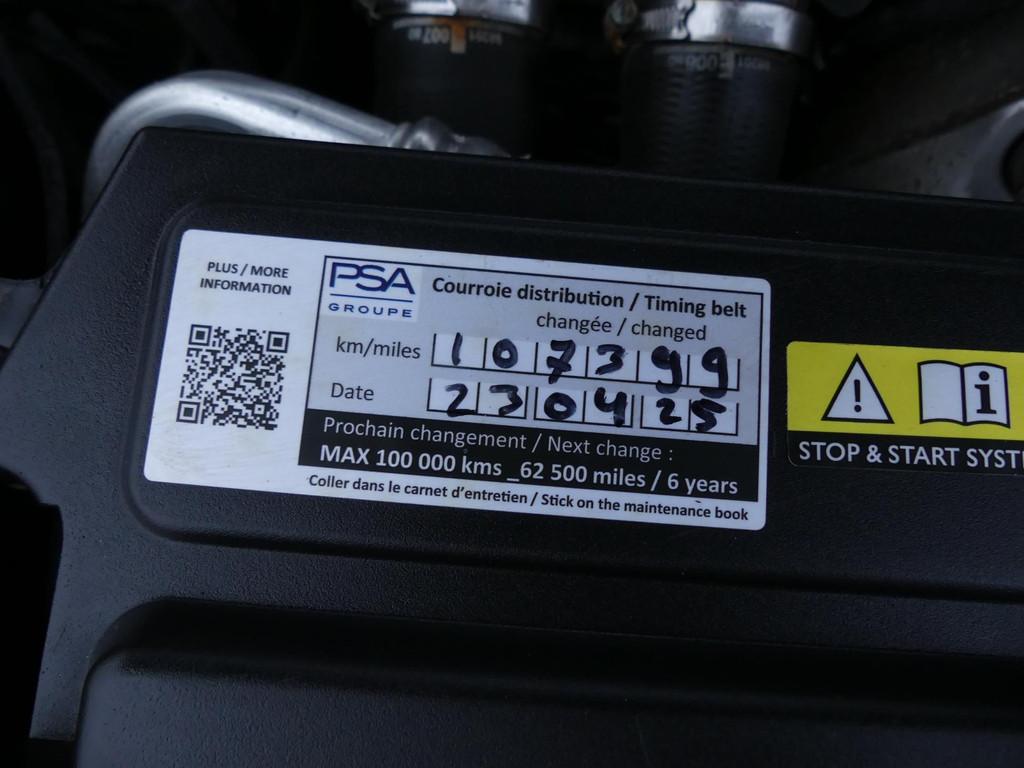 PLUS / MORE
INFORMATION
PSA
GROUPE
Courroie distribution / Timing belt
changée / changed
km/miles 107399
Date 230425
Prochain changement / Next change :
MAX 100 000 kms _62 500 miles / 6 years
Coller dans le carnet d'entretien / Stick on the maintenance book
STOP & START SYSTE